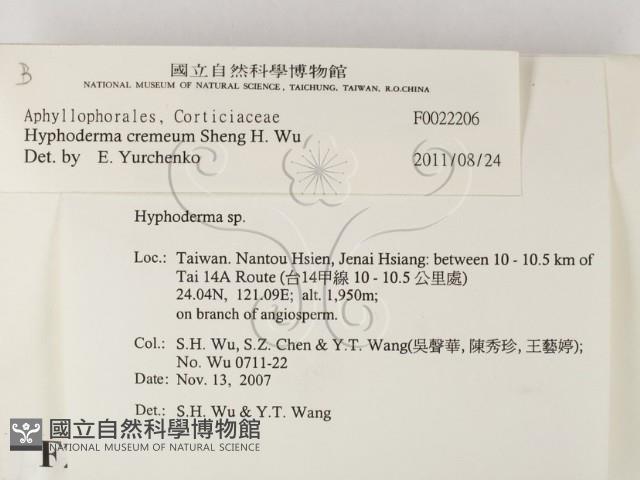 B
國立自然科學博物館
NATIONAL MUSEUM OF NATURAL SCIENCE, TAICHUNG, TAIWAN, R.O.CHINA
Aphyllophorales, Corticiaceae F0022206
Hyphoderma cremeum Sheng H. Wu
Det. by E. Yurchenko 2011/08/24
Hyphoderma sp.
Loc.: Taiwan. Nantou Hsien, Jenai Hsiang: between 10 - 10.5 km of
Tai 14A Route (台14甲線 10 - 10.5 公里處)
24.04N, 121.09E; alt. 1,950m;
on branch of angiosperm.
Col.: S.H. Wu, S.Z. Chen & Y.T. Wang(吳聲華, 陳秀珍, 王藝婷);
No. Wu 0711-22
Date: Nov. 13, 2007
Det.: S.H. Wu & Y.T. Wang
國立自然科學博物館
NATIONAL MUSEUM OF NATURAL SCIENCE